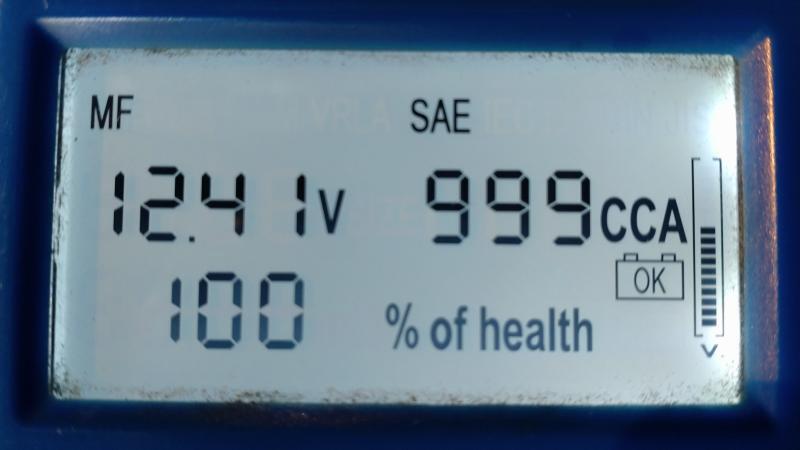 MF SAE
12.41V 999CCA
OK
100 % of health